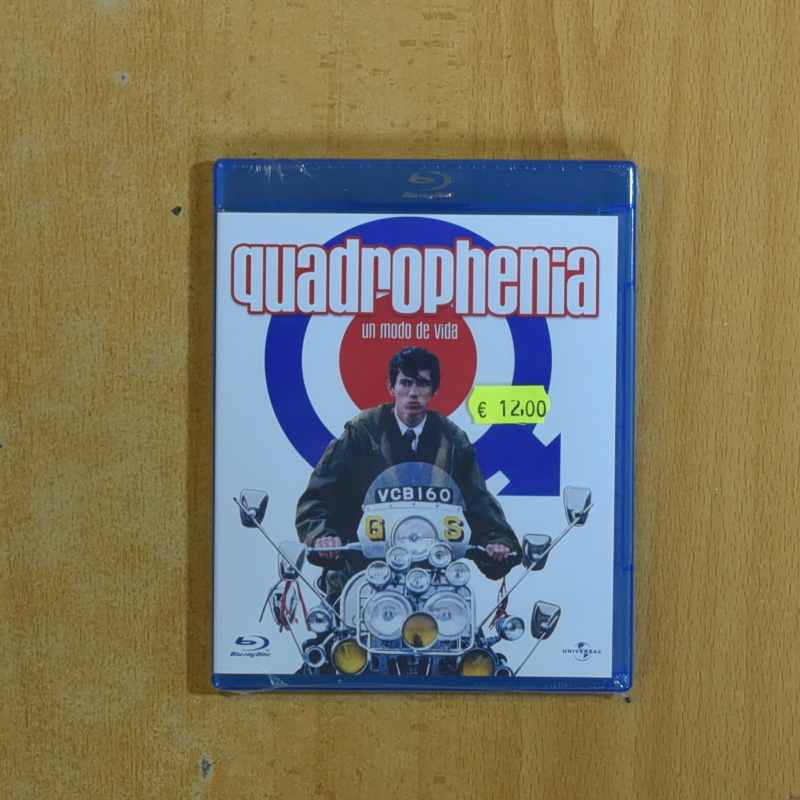 Blu-ray Disc
quadrophenia
un modo de vida
€ 12,00
VCB160
G S
Blu-ray Disc
UNIVERSAL